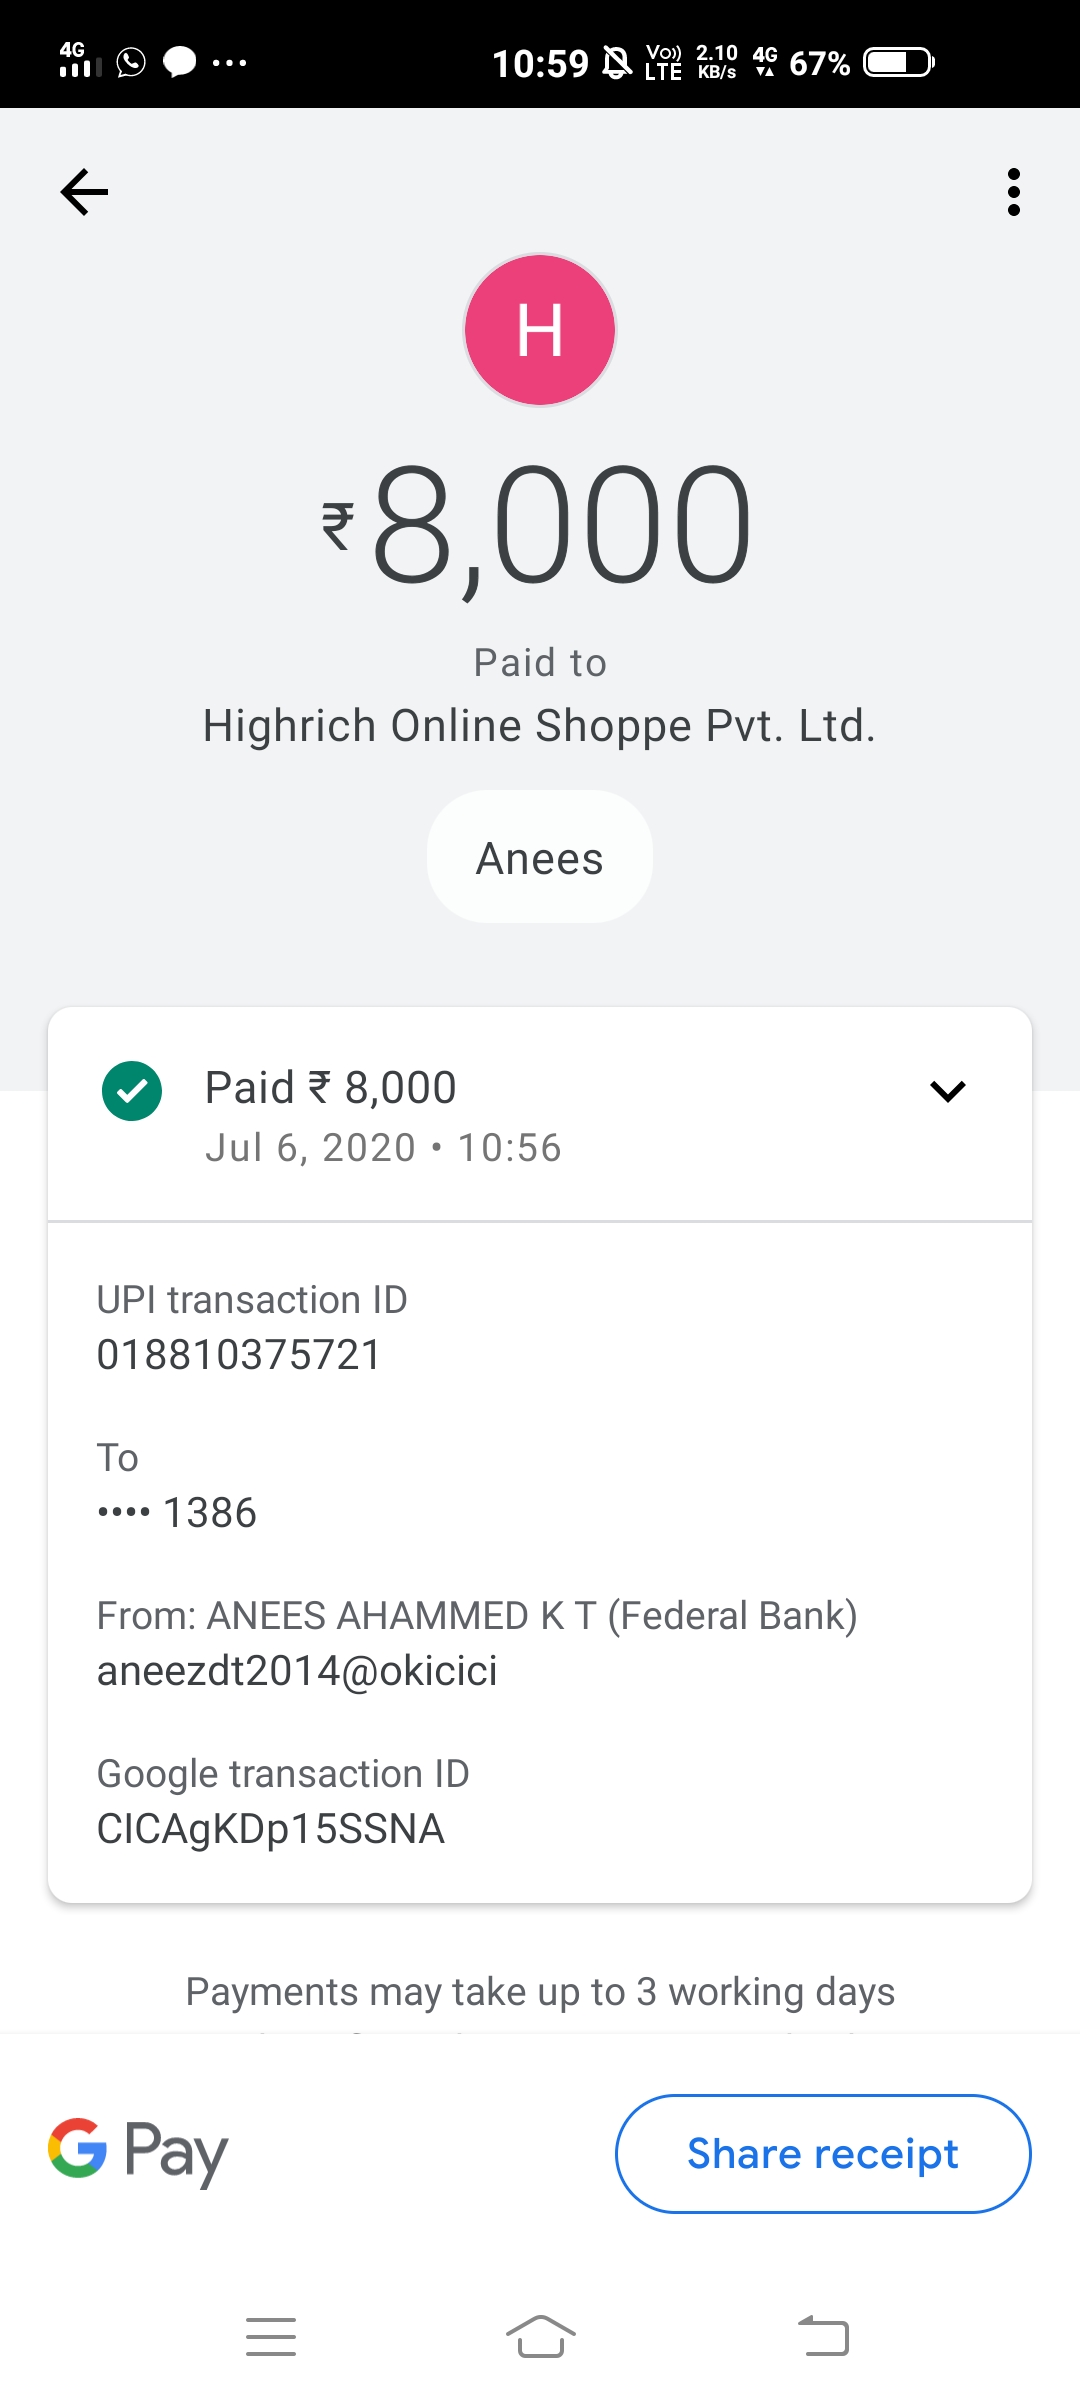 4G
10:59 Vo)) LTE 2.10 KB/s 4G 67%
H
₹8,000
Paid to
Highrich Online Shoppe Pvt. Ltd.
Anees
Paid ₹ 8,000
Jul 6, 2020 • 10:56
UPI transaction ID
018810375721
To
•••• 1386
From: ANEES AHAMMED K T (Federal Bank)
aneezdt2014@okicici
Google transaction ID
CICAgKDp15SSNA
Payments may take up to 3 working days
G Pay
Share receipt